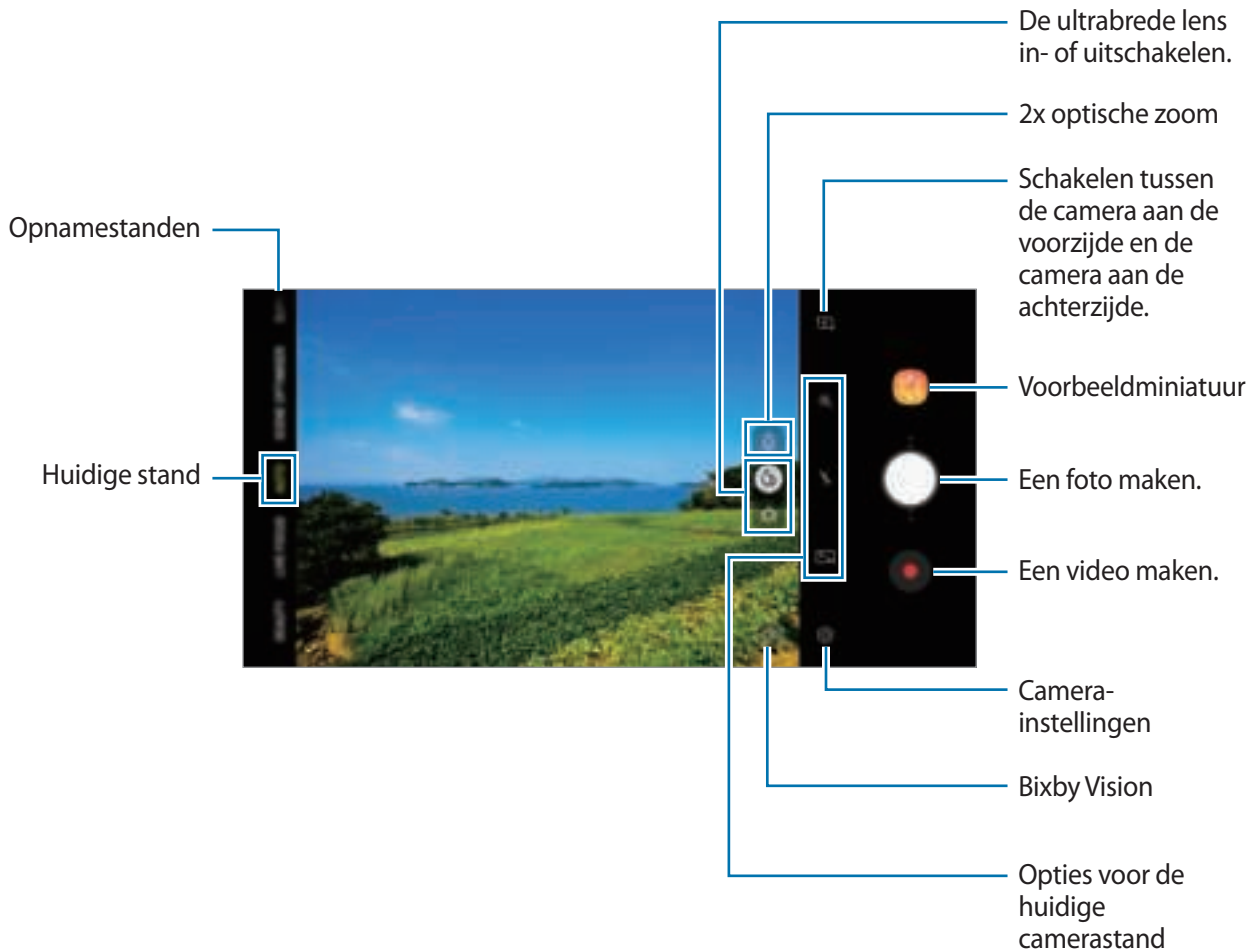 De ultrabrede lens
in- of uitschakelen.
2x optische zoom
Schakelen tussen
de camera aan de
voorzijde en de
camera aan de
achterzijde.
Opnamestanden
Voorbeeldminiatuur
Huidige stand
Een foto maken.
Een video maken.
Camera-
instellingen
Bixby Vision
Opties voor de
huidige
camerastand